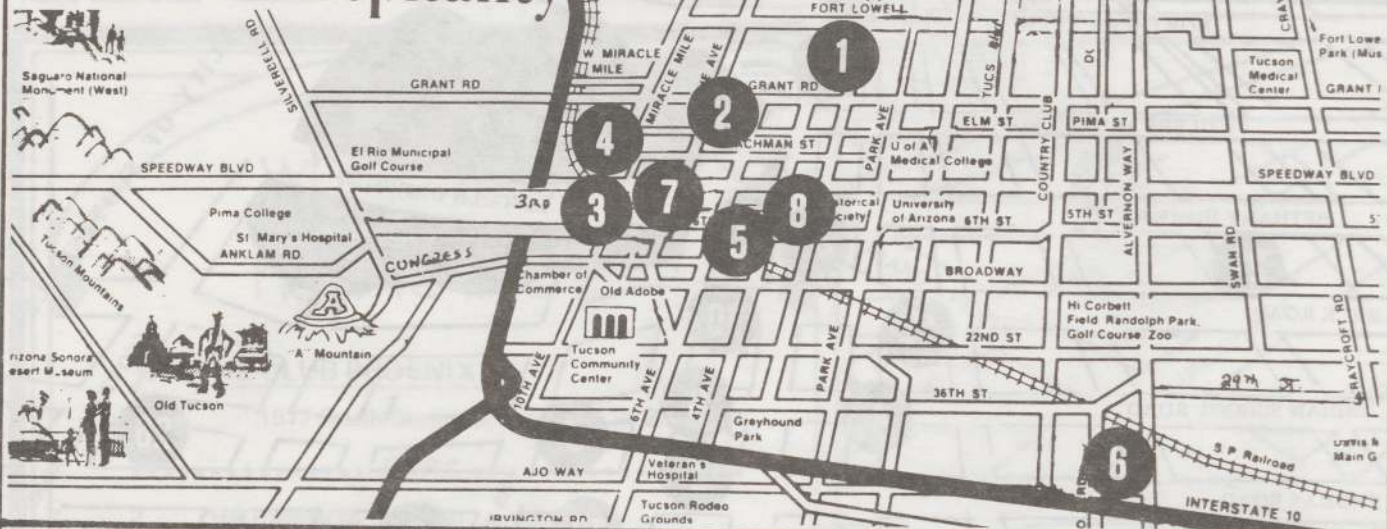 FORT LOWELL
SILVERBELL RD
W MIRACLE
MILE
MIRACLE MILE
AVE
1
TUCS
Tucson
Medical
Center
Saguaro National
Monument (West)
GRANT RD
GRANT RD
2
PARK AVE
ELM ST
COUNTRY CLUB
PIMA ST
4
U of A
Medical College
El Rio Municipal
Golf Course
SPEEDWAY BLVD
SPEEDWAY BLVD
ALVERNON WAY
3RD
3
7
8
University
of Arizona
6TH ST
5TH ST
Pima College
St Mary's Hospital
ANKLAM RD
Tucson Mountains
5
CONGRESS
BROADWAY
SWAN RD
Chamber of
Commerce
Old Adobe
Hi Corbett
Field Randolph Park,
Golf Course Zoo
"A" Mountain
A
Tucson
Community
Center
22ND ST
PARK AVE
CRAYCROFT RD
Old Tucson
10TH AVE
6TH AVE
4TH AVE
36TH ST
29th St
Greyhound
Park
6
S P Railroad
AJO WAY
Veteran's
Hospital
INTERSTATE 10
Tucson Rodeo
Grounds
IRVINGTON RD